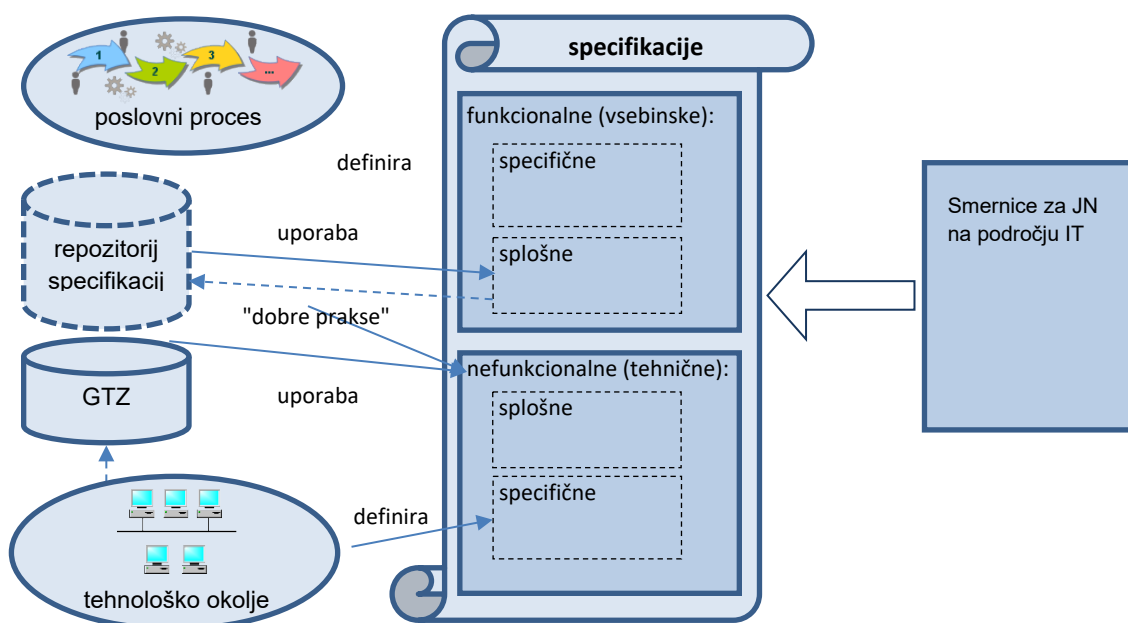 1
2
3
...
poslovni proces
specifikacije
funkcionalne (vsebinske):
specifične
splošne
definira
uporaba
repozitorij
specifikacij
"dobre prakse"
GTZ
uporaba
nefunkcionalne (tehnične):
splošne
specifične
definira
tehnološko okolje
Smernice za JN
na področju IT